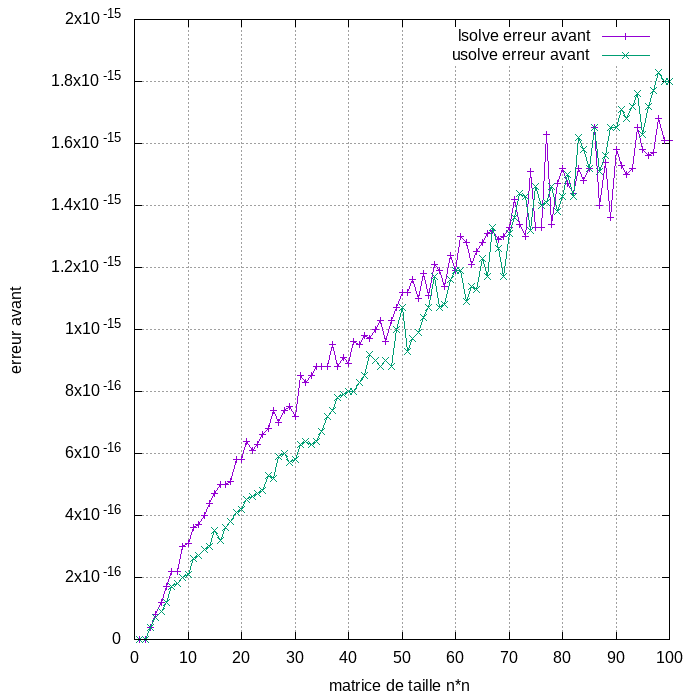 lsolve erreur avant
usolve erreur avant
2x10 -15
1.8x10 -15
1.6x10 -15
1.4x10 -15
1.2x10 -15
1x10 -15
8x10 -16
6x10 -16
4x10 -16
2x10 -16
0
erreur avant
0 10 20 30 40 50 60 70 80 90 100
matrice de taille n*n